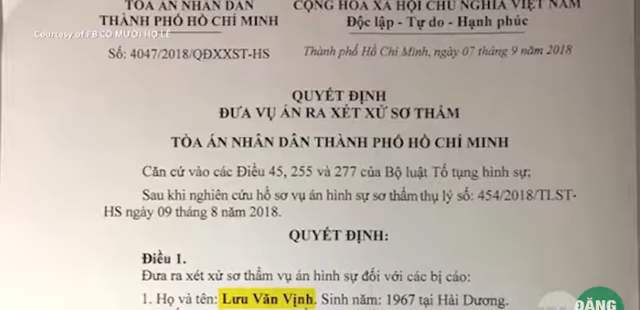 TÒA ÁN NHÂN DÂN
THÀNH PHỐ HỒ CHÍ MINH
CỘNG HÒA XÃ HỘI CHỦ NGHĨA VIỆT NAM
Độc lập - Tự do - Hạnh phúc
Courtesy of FB CO MƯỜI HỌ LÊ
Số: 4047/2018/QĐXXST-HS
Thành phố Hồ Chí Minh, ngày 07 tháng 9 năm 2018
QUYẾT ĐỊNH
ĐƯA VỤ ÁN RA XÉT XỬ SƠ THẨM
TÒA ÁN NHÂN DÂN THÀNH PHỐ HỒ CHÍ MINH
Căn cứ vào các Điều 45, 255 và 277 của Bộ luật Tố tụng hình sự;
Sau khi nghiên cứu hồ sơ vụ án hình sự sơ thẩm thụ lý số: 454/2018/TLST-
HS ngày 09 tháng 8 năm 2018.
QUYẾT ĐỊNH:
Điều 1.
Đưa ra xét xử sơ thẩm vụ án hình sự đối với các bị cáo:
1. Họ và tên: Lưu Văn Vịnh. Sinh năm: 1967 tại Hải Dương.
ĐĂNG